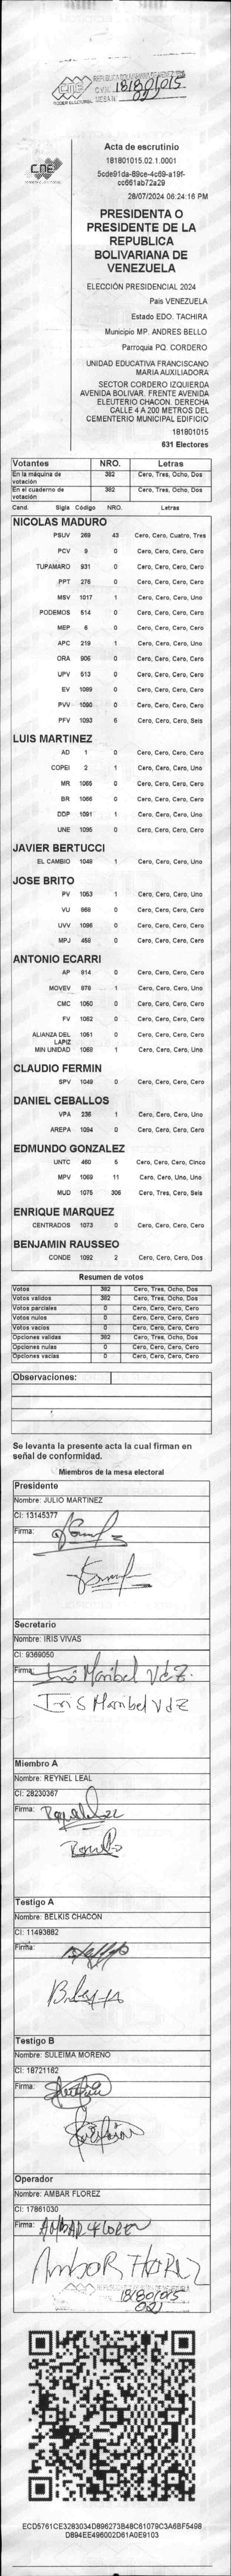 REPUBLICA BOLIVARIANA DE VENEZUELA
C.V.N. 181801015
MESA N 
PODER ELECTORAL
CNE
Acta de escrutinio
181801015.02.1.0001
5cde91da-89ce-4c69-a19f-
cc661ab72a29
28/07/2024 06:24:16 PM
PRESIDENTA O
PRESIDENTE DE LA
REPUBLICA
BOLIVARIANA DE
VENEZUELA
ELECCIÓN PRESIDENCIAL 2024
Pais VENEZUELA
Estado EDO. TACHIRA
Municipio MP. ANDRES BELLO
Parroquia PQ. CORDERO
UNIDAD EDUCATIVA FRANCISCANO
MARIA AUXILIADORA
SECTOR CORDERO IZQUIERDA
AVENIDA BOLIVAR. FRENTE AVENIDA
ELEUTERIO CHACON. DERECHA
CALLE 4 A 200 METROS DEL
CEMENTERIO MUNICIPAL EDIFICIO
181801015
631 Electores
Votantes NRO. Letras
En la máquina de votación 382 Cero, Tres, Ocho, Dos
En el cuaderno de votación 382 Cero, Tres, Ocho, Dos
Cand. Sigla Código NRO. Letras
NICOLAS MADURO
PSUV 269 43 Cero, Cero, Cuatro, Tres
PCV 9 0 Cero, Cero, Cero, Cero
TUPAMARO 931 0 Cero, Cero, Cero, Cero
PPT 275 0 Cero, Cero, Cero, Cero
MSV 1017 1 Cero, Cero, Cero, Uno
PODEMOS 514 0 Cero, Cero, Cero, Cero
MEP 6 0 Cero, Cero, Cero, Cero
APC 219 1 Cero, Cero, Cero, Uno
ORA 906 0 Cero, Cero, Cero, Cero
UPV 513 0 Cero, Cero, Cero, Cero
EV 1089 0 Cero, Cero, Cero, Cero
PVV 1090 0 Cero, Cero, Cero, Cero
PFV 1093 6 Cero, Cero, Cero, Seis
LUIS MARTINEZ
AD 1 0 Cero, Cero, Cero, Cero
COPEI 2 1 Cero, Cero, Cero, Uno
MR 1065 0 Cero, Cero, Cero, Cero
BR 1066 0 Cero, Cero, Cero, Cero
DDP 1091 1 Cero, Cero, Cero, Uno
UNE 1095 0 Cero, Cero, Cero, Cero
JAVIER BERTUCCI
EL CAMBIO 1048 1 Cero, Cero, Cero, Uno
JOSE BRITO
PV 1053 1 Cero, Cero, Cero, Uno
VU 868 0 Cero, Cero, Cero, Cero
UVV 1096 0 Cero, Cero, Cero, Cero
MPJ 458 0 Cero, Cero, Cero, Cero
ANTONIO ECARRI
AP 914 0 Cero, Cero, Cero, Cero
MOVEV 978 1 Cero, Cero, Cero, Uno
CMC 1050 0 Cero, Cero, Cero, Cero
FV 1062 0 Cero, Cero, Cero, Cero
ALIANZA DEL LAPIZ 1061 0 Cero, Cero, Cero, Cero
MIN UNIDAD 1068 1 Cero, Cero, Cero, Uno
CLAUDIO FERMIN
SPV 1049 0 Cero, Cero, Cero, Cero
DANIEL CEBALLOS
VPA 236 1 Cero, Cero, Cero, Uno
AREPA 1094 0 Cero, Cero, Cero, Cero
EDMUNDO GONZALEZ
UNTC 460 5 Cero, Cero, Cero, Cinco
MPV 1069 11 Cero, Cero, Uno, Uno
MUD 1075 306 Cero, Tres, Cero, Seis
ENRIQUE MARQUEZ
CENTRADOS 1073 0 Cero, Cero, Cero, Cero
BENJAMIN RAUSSEO
CONDE 1092 2 Cero, Cero, Cero, Dos
Resumen de votos
Votos 382 Cero, Tres, Ocho, Dos
Votos validos 382 Cero, Tres, Ocho, Dos
Votos parciales 0 Cero, Cero, Cero, Cero
Votos nulos 0 Cero, Cero, Cero, Cero
Votos vacios 0 Cero, Cero, Cero, Cero
Opciones validas 382 Cero, Tres, Ocho, Dos
Opciones nulas 0 Cero, Cero, Cero, Cero
Opciones vacias 0 Cero, Cero, Cero, Cero
Observaciones:
Se levanta la presente acta la cual firman en
señal de conformidad.
Miembros de la mesa electoral
Presidente
Nombre: JULIO MARTINEZ
CI: 13145377
Firma:
Secretario
Nombre: IRIS VIVAS
CI: 9369050
Firma: Iris Maribel V de Z.
Iris Maribel V de Z
Miembro A
Nombre: REYNEL LEAL
CI: 28230367
Firma:
Testigo A
Nombre: BELKIS CHACON
CI: 11493682
Firma:
Testigo B
Nombre: SULEIMA MORENO
CI: 18721162
Firma:
Operador
Nombre: AMBAR FLOREZ
CI: 17861030
Firma: AMBAR FLOREZ
AmbaR FLOREZ
181801015
ECD5761CE3283034D896273B48C61079C3A6BF5498
D894EE496002D61A0E9103